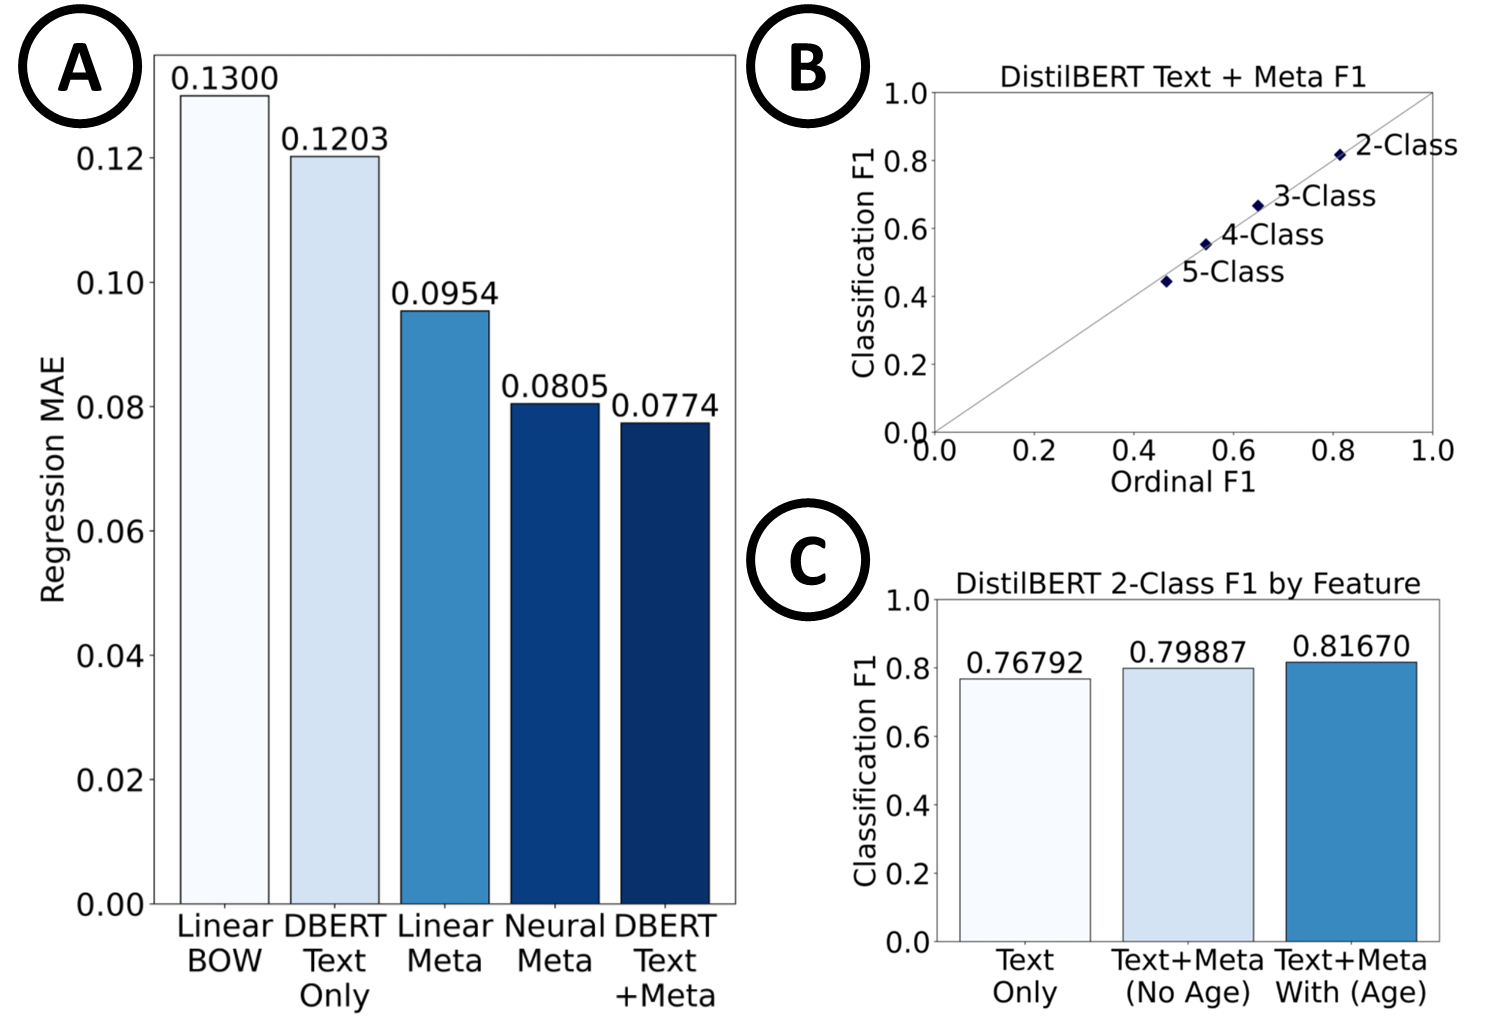 A
0.1300
0.1203
0.0954
0.0805
0.0774
Regression MAE
0.12
0.10
0.08
0.06
0.04
0.02
0.00
Linear BOW
DBERT Text Only
Linear Meta
Neural Meta
DBERT Text +Meta
B
DistilBERT Text + Meta F1
Classification F1
1.0
0.8
0.6
0.4
0.2
0.0
2-Class
3-Class
4-Class
5-Class
0.0 0.2 0.4 0.6 0.8 1.0
Ordinal F1
C
DistilBERT 2-Class F1 by Feature
Classification F1
1.0
0.8
0.6
0.4
0.2
0.0
0.76792
0.79887
0.81670
Text Only
Text+Meta (No Age)
Text+Meta With (Age)